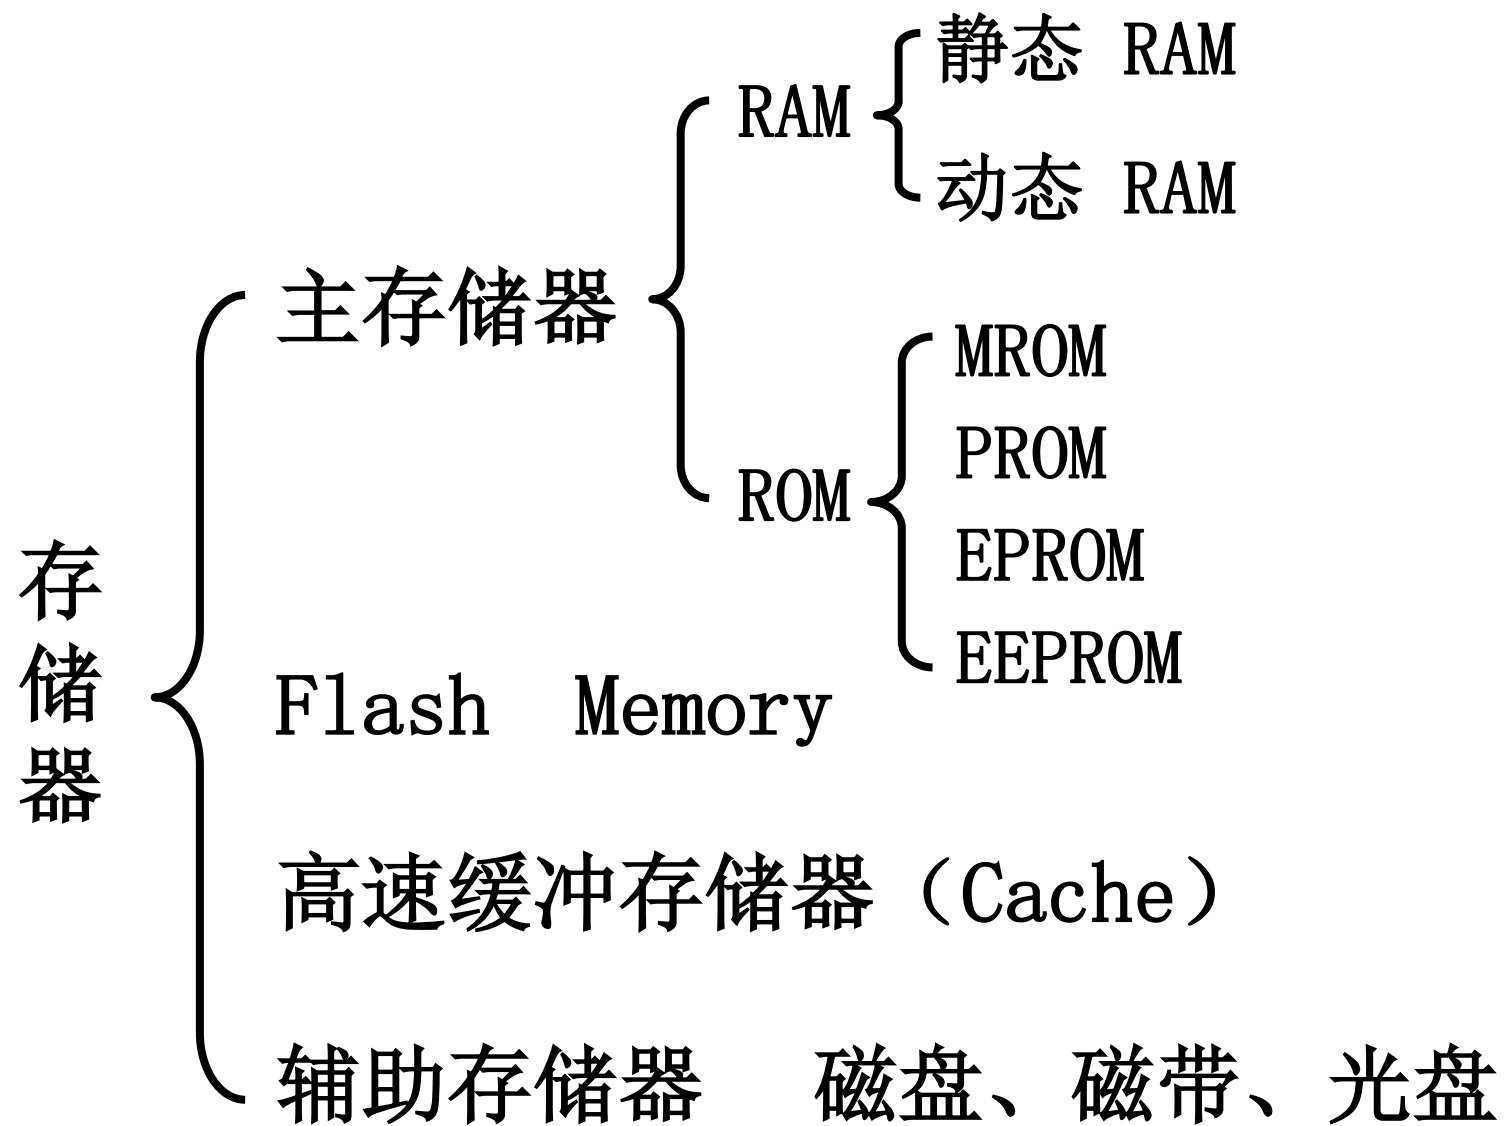 静态 RAM
RAM
动态 RAM
主存储器
MROM
PROM
ROM
EPROM
EEPROM
存储器
Flash Memory
高速缓冲存储器（Cache）
辅助存储器 磁盘、磁带、光盘